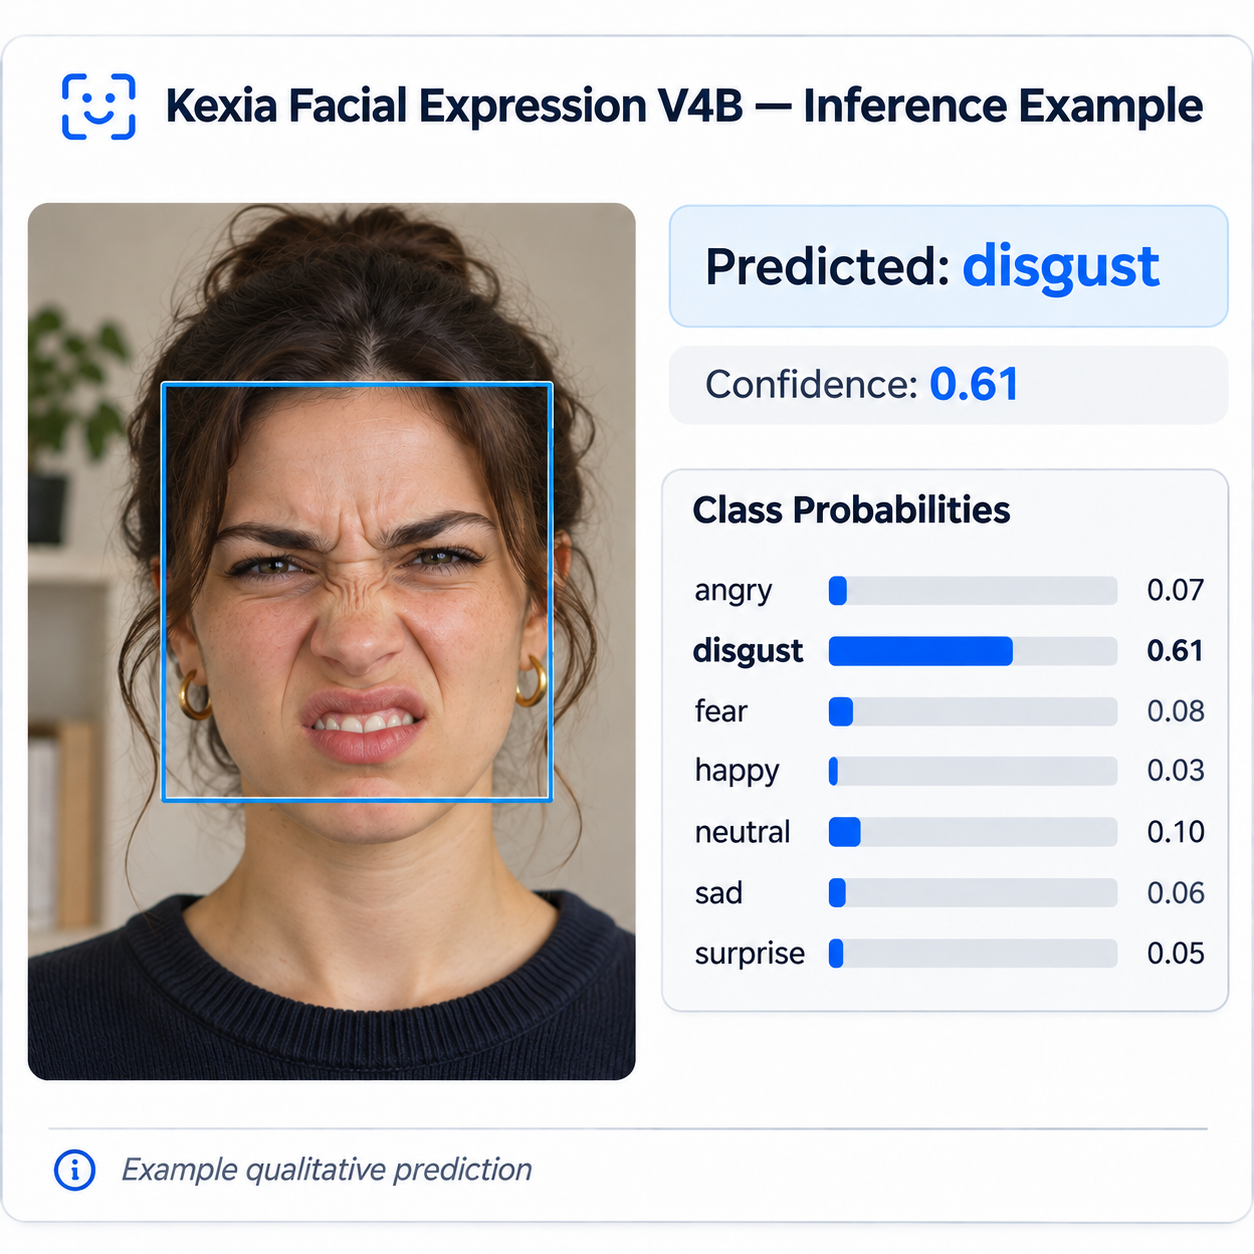 Kexia Facial Expression V4B — Inference Example
Predicted: disgust
Confidence: 0.61
Class Probabilities
angry 0.07
disgust 0.61
fear 0.08
happy 0.03
neutral 0.10
sad 0.06
surprise 0.05
Example qualitative prediction